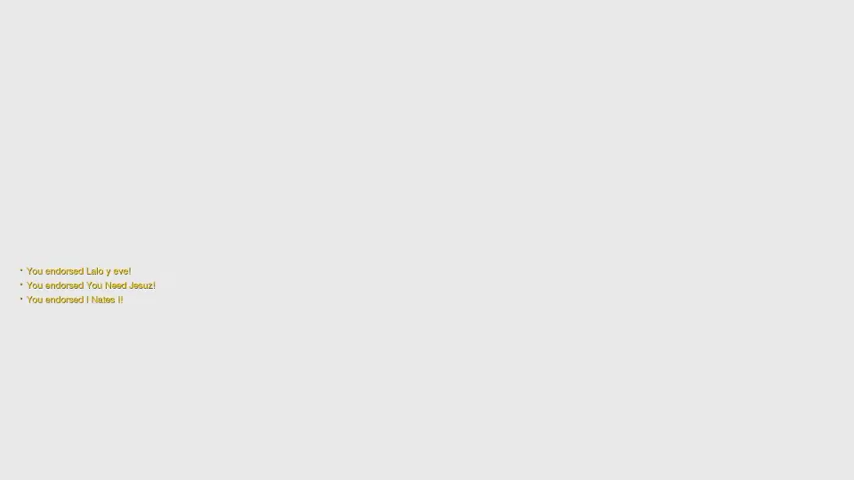 • You endorsed Lalo y eve!
• You endorsed You Need Jesuz!
• You endorsed I Nates I!